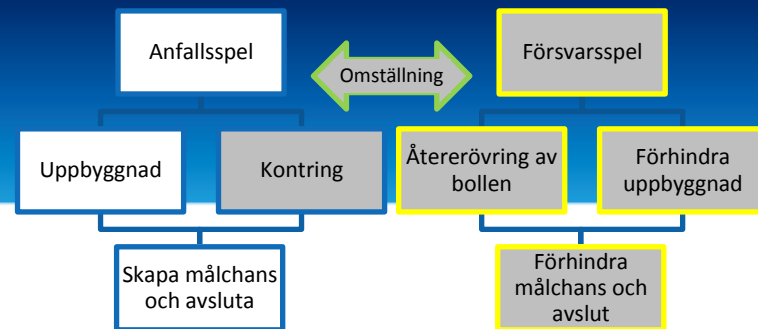 Anfallsspel
Omställning
Försvarsspel
Uppbyggnad
Kontring
Återerövring av
bollen
Förhindra
uppbyggnad
Skapa målchans
och avsluta
Förhindra
målchans och
avslut